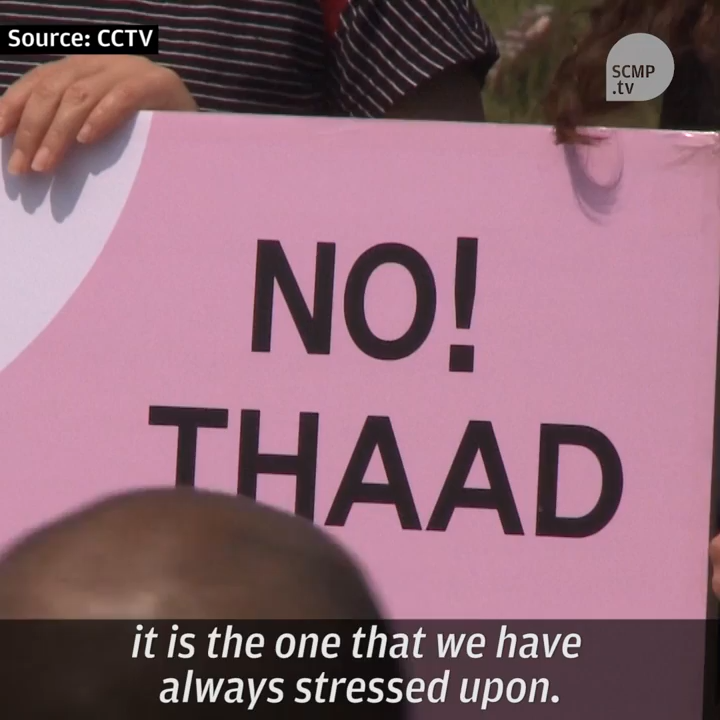 Source: CCTV
SCMP
.tv
NO!
THAAD
it is the one that we have
always stressed upon.